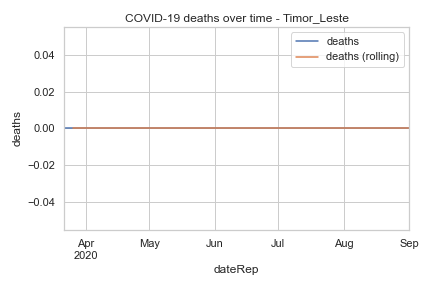 COVID-19 deaths over time - Timor_Leste
deaths
deaths (rolling)
0.04
0.02
0.00
−0.02
−0.04
deaths
Apr
2020
May
Jun
Jul
Aug
Sep
dateRep